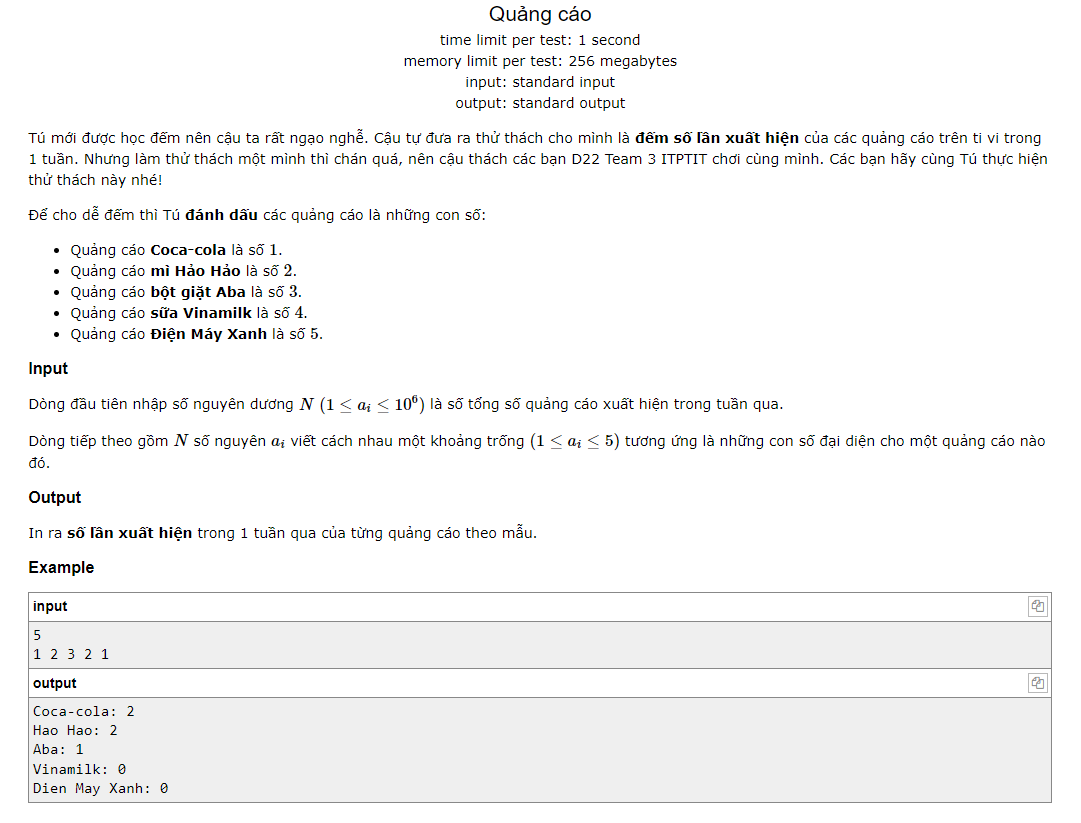 Quảng cáo
time limit per test: 1 second
memory limit per test: 256 megabytes
input: standard input
output: standard output
Tú mới được học đếm nên cậu ta rất ngạo nghễ. Cậu tự đưa ra thử thách cho mình là đếm số lần xuất hiện của các quảng cáo trên ti vi trong
1 tuần. Nhưng làm thử thách một mình thì chán quá, nên cậu thách các bạn D22 Team 3 ITPTIT chơi cùng mình. Các bạn hãy cùng Tú thực hiện
thử thách này nhé!
Để cho dễ đếm thì Tú đánh dấu các quảng cáo là những con số:
• Quảng cáo Coca-cola là số 1.
• Quảng cáo mì Hảo Hảo là số 2.
• Quảng cáo bột giặt Aba là số 3.
• Quảng cáo sữa Vinamilk là số 4.
• Quảng cáo Điện Máy Xanh là số 5.
Input
Dòng đầu tiên nhập số nguyên dương N (1 ≤ aᵢ ≤ 10⁶) là số tổng số quảng cáo xuất hiện trong tuần qua.
Dòng tiếp theo gồm N số nguyên aᵢ viết cách nhau một khoảng trống (1 ≤ aᵢ ≤ 5) tương ứng là những con số đại diện cho một quảng cáo nào
đó.
Output
In ra số lần xuất hiện trong 1 tuần qua của từng quảng cáo theo mẫu.
Example
input
5
1 2 3 2 1
output
Coca-cola: 2
Hao Hao: 2
Aba: 1
Vinamilk: 0
Dien May Xanh: 0